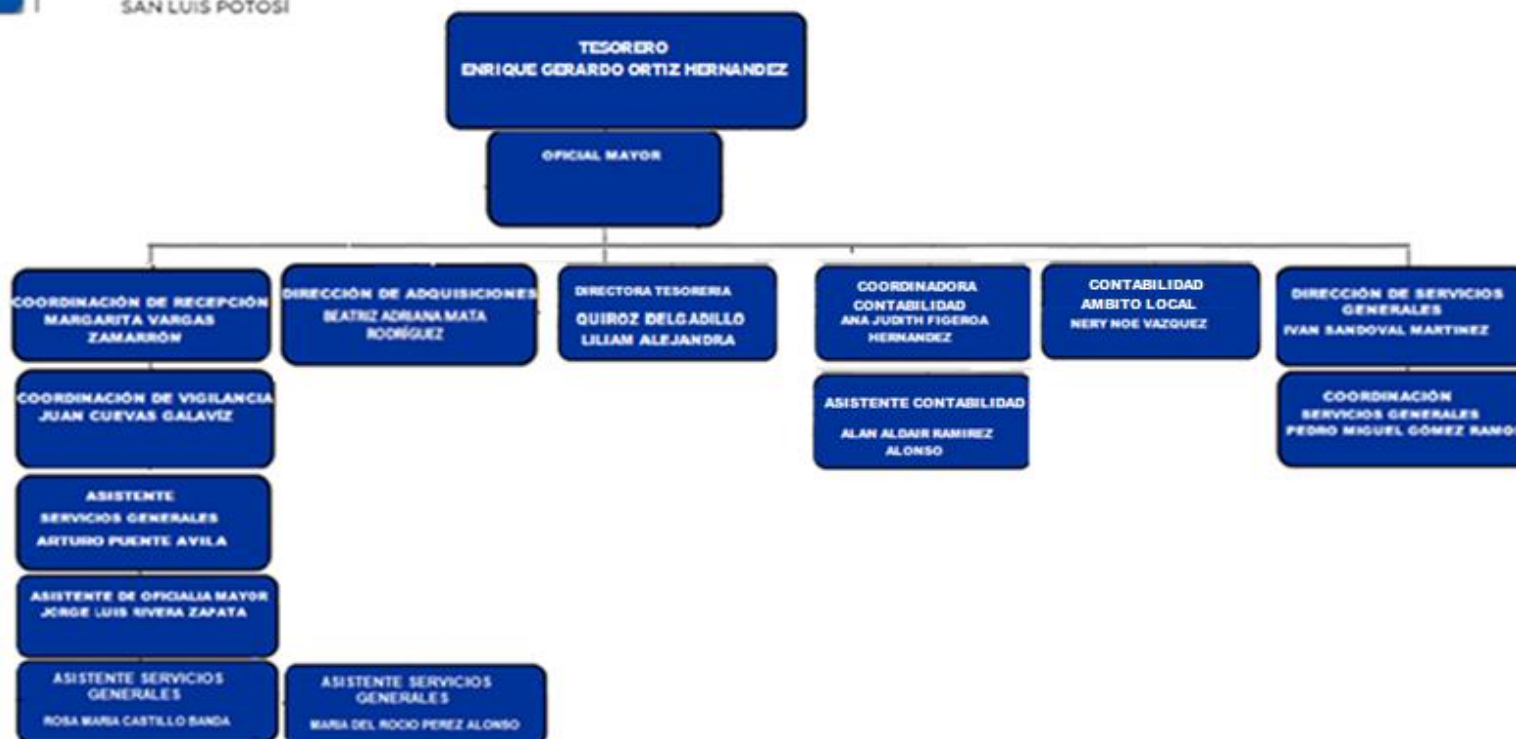 SAN LUIS POTOSÍ
TESORERO
ENRIQUE GERARDO ORTIZ HERNANDEZ
OFICIAL MAYOR
COORDINACIÓN DE RECEPCIÓN
MARGARITA VARGAS
ZAMARRÓN
DIRECCIÓN DE ADQUISICIONES
BEATRIZ ADRIANA MATA
RODRÍGUEZ
DIRECTORA TESORERIA
QUIROZ DELGADILLO
LILIAM ALEJANDRA
COORDINADORA
CONTABILIDAD
ANA JUDITH FIGEROA
HERNANDEZ
CONTABILIDAD
AMBITO LOCAL
NERY NOE VAZQUEZ
DIRECCIÓN DE SERVICIOS
GENERALES
IVAN SANDOVAL MARTINEZ
COORDINACIÓN DE VIGILANCIA
JUAN CUEVAS GALAVÍZ
ASISTENTE CONTABILIDAD
ALAN ALDAIR RAMIREZ
ALONSO
COORDINACIÓN
SERVICIOS GENERALES
PEDRO MIGUEL GÓMEZ RAMOS
ASISTENTE
SERVICIOS GENERALES
ARTURO PUENTE AVILA
ASISTENTE DE OFICIALIA MAYOR
JORGE LUIS RIVERA ZAPATA
ASISTENTE SERVICIOS
GENERALES
ROSA MARIA CASTILLO BANDA
ASISTENTE SERVICIOS
GENERALES
MARIA DEL ROCIO PEREZ ALONSO